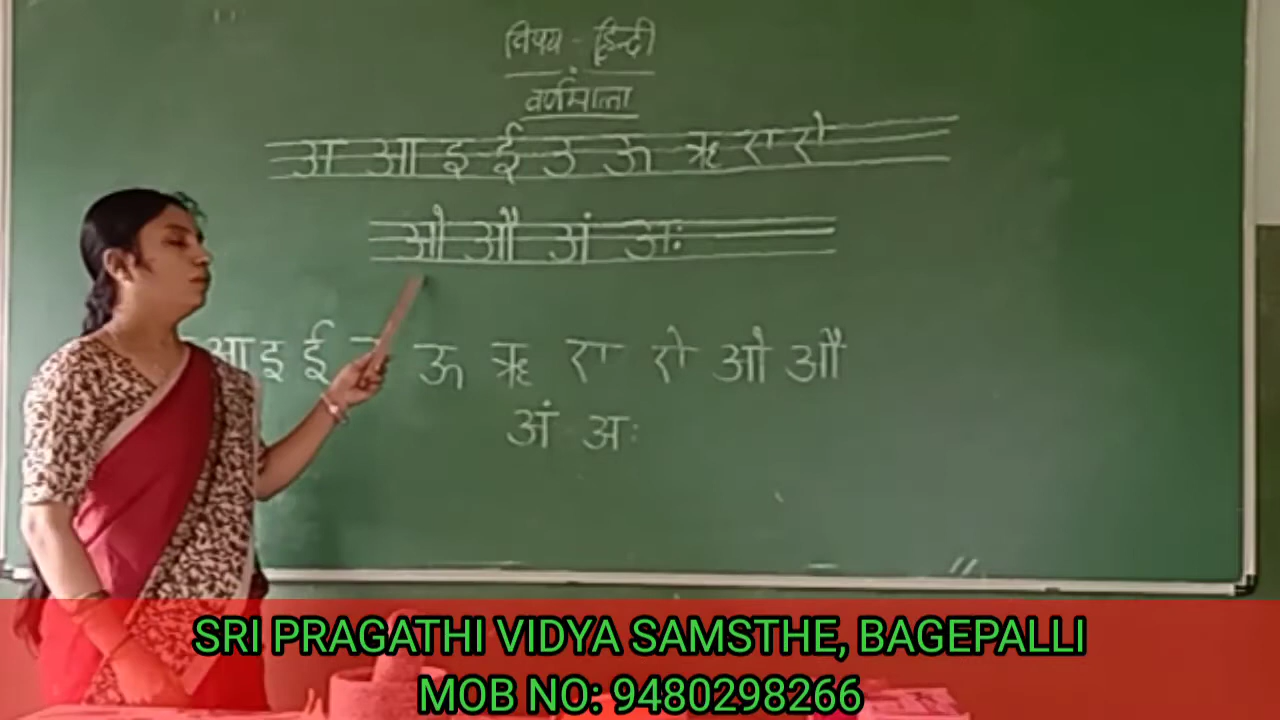 विषय - हिन्दी
वर्णमाला
अ आ इ ई उ ऊ ऋ ए ऐ
ओ औ अं अः
आ इ ई ऊ ऋ ए ऐ ओ औ
अं अः
SRI PRAGATHI VIDYA SAMSTHE, BAGEPALLI
MOB NO: 9480298266